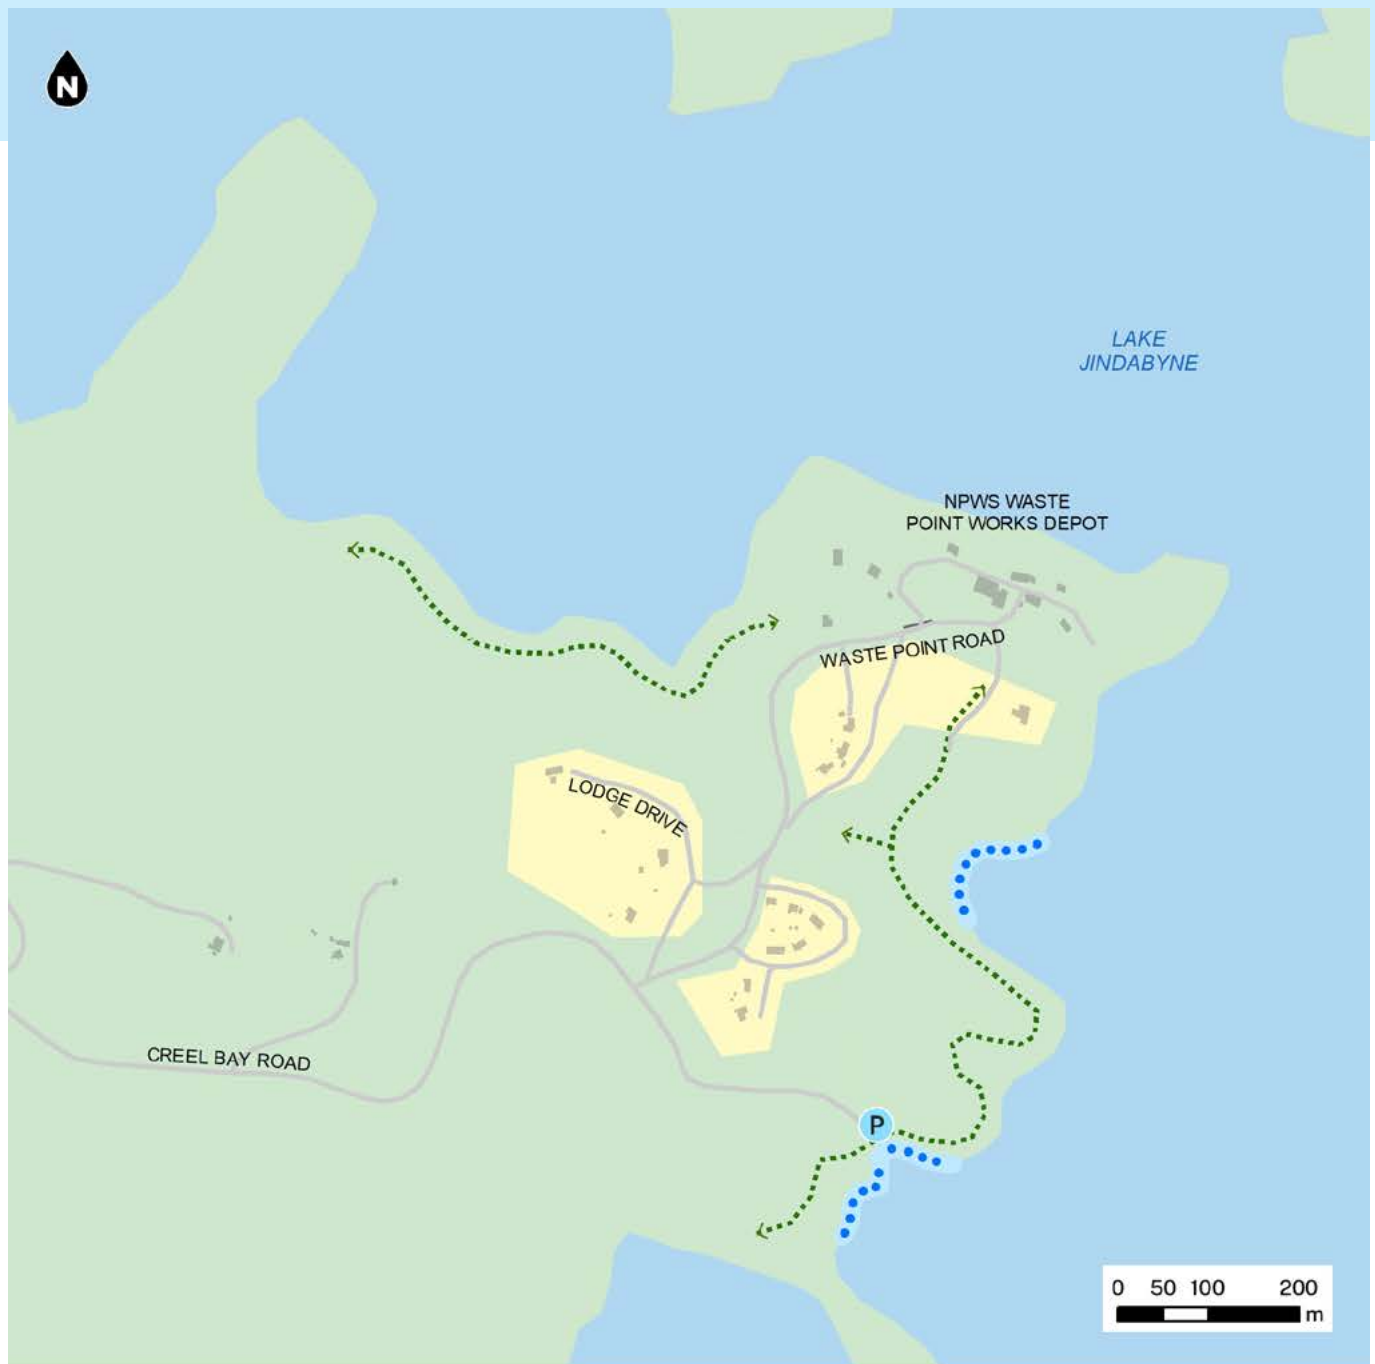 N
LAKE
JINDABYNE
NPWS WASTE
POINT WORKS DEPOT
WASTE POINT ROAD
LODGE DRIVE
CREEL BAY ROAD
P
0 50 100 200
m